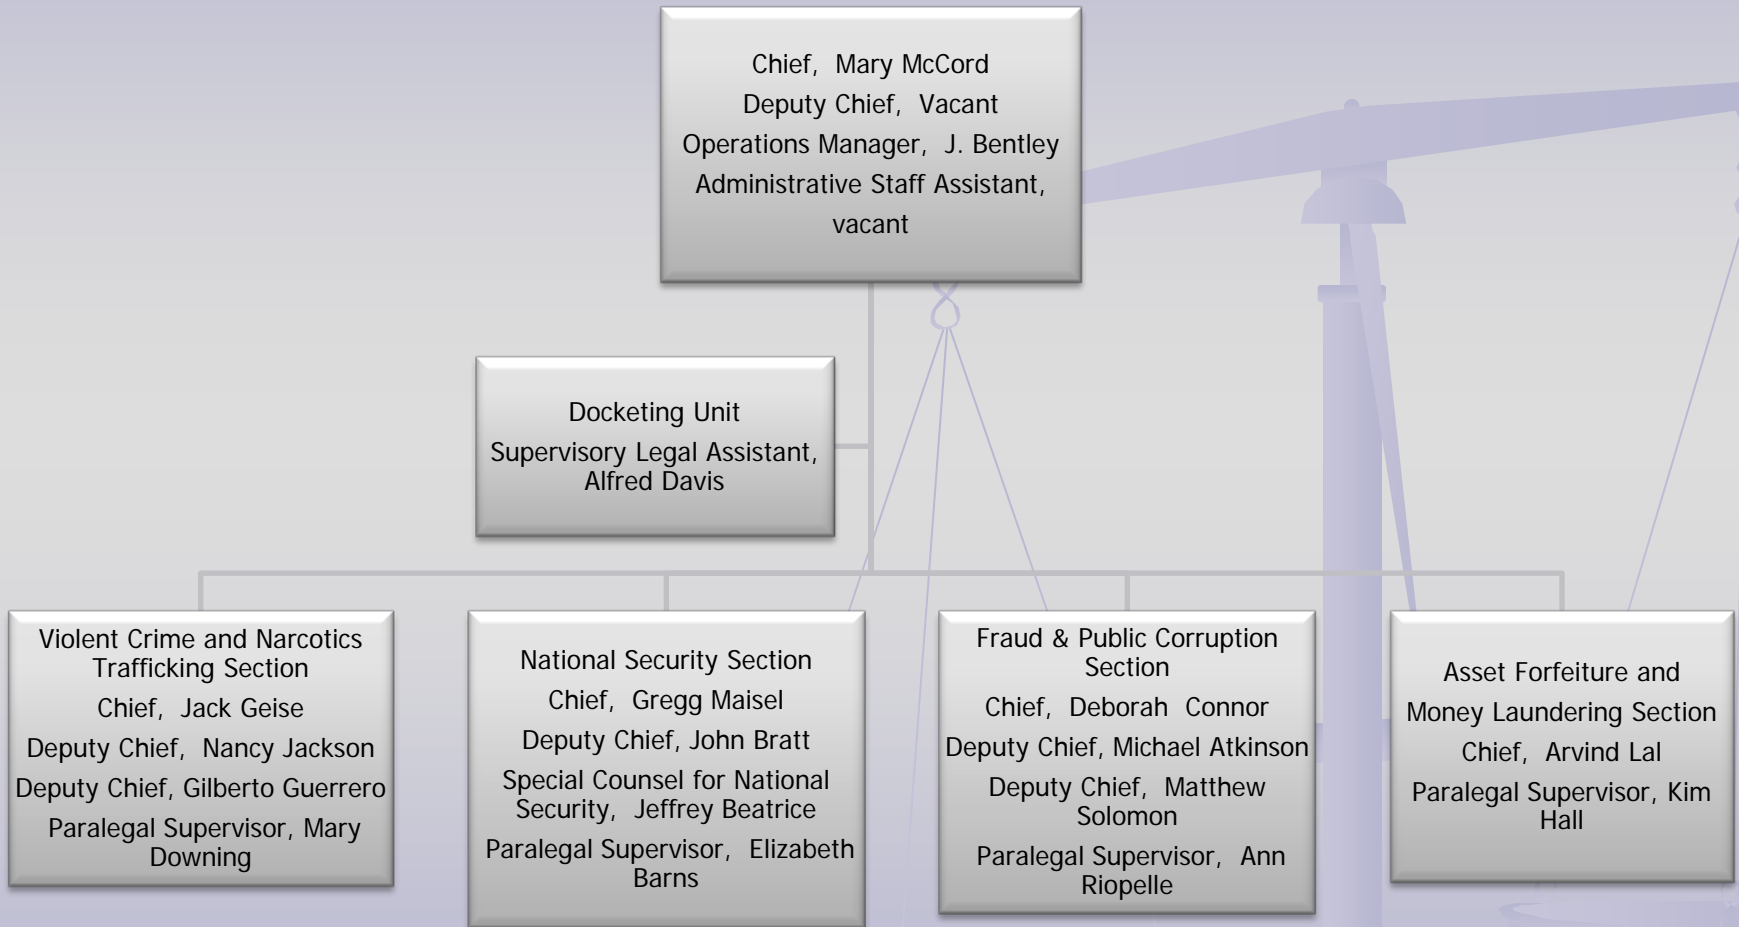 Chief, Mary McCord
Deputy Chief, Vacant
Operations Manager, J. Bentley
Administrative Staff Assistant,
vacant
Docketing Unit
Supervisory Legal Assistant,
Alfred Davis
Violent Crime and Narcotics
Trafficking Section
Chief, Jack Geise
Deputy Chief, Nancy Jackson
Deputy Chief, Gilberto Guerrero
Paralegal Supervisor, Mary
Downing
National Security Section
Chief, Gregg Maisel
Deputy Chief, John Bratt
Special Counsel for National
Security, Jeffrey Beatrice
Paralegal Supervisor, Elizabeth
Barns
Fraud & Public Corruption
Section
Chief, Deborah Connor
Deputy Chief, Michael Atkinson
Deputy Chief, Matthew
Solomon
Paralegal Supervisor, Ann
Riopelle
Asset Forfeiture and
Money Laundering Section
Chief, Arvind Lal
Paralegal Supervisor, Kim
Hall